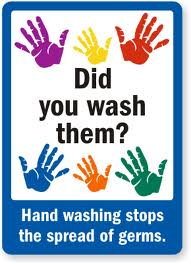 Did
you wash
them?
Hand washing stops
the spread of germs.